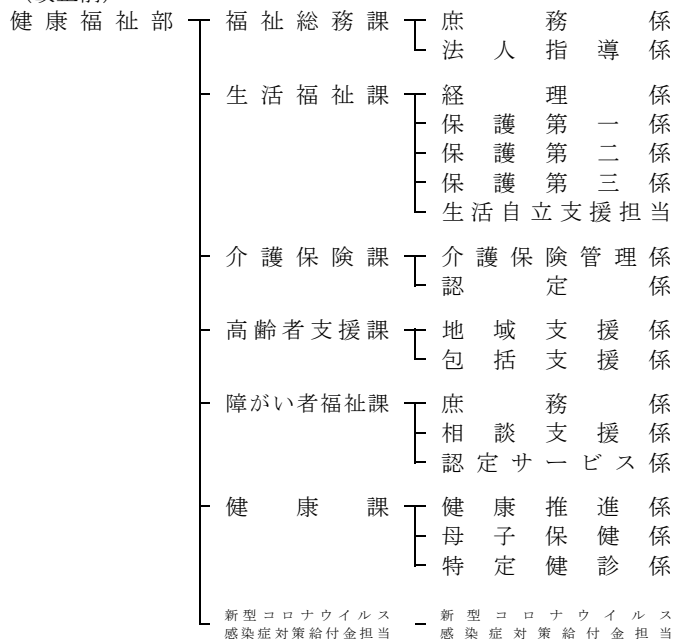 健康福祉部 福祉総務課 庶務係
法人指導係
生活福祉課 経理係
保護第一係
保護第二係
保護第三係
生活自立支援担当
介護保険課 介護保険管理係
認定係
高齢者支援課 地域支援係
包括支援係
障がい者福祉課 庶務係
相談支援係
認定サービス係
健康課 健康推進係
母子保健係
特定健診係
新型コロナウイルス 新型コロナウイルス
感染症対策給付金担当 感染症対策給付金担当